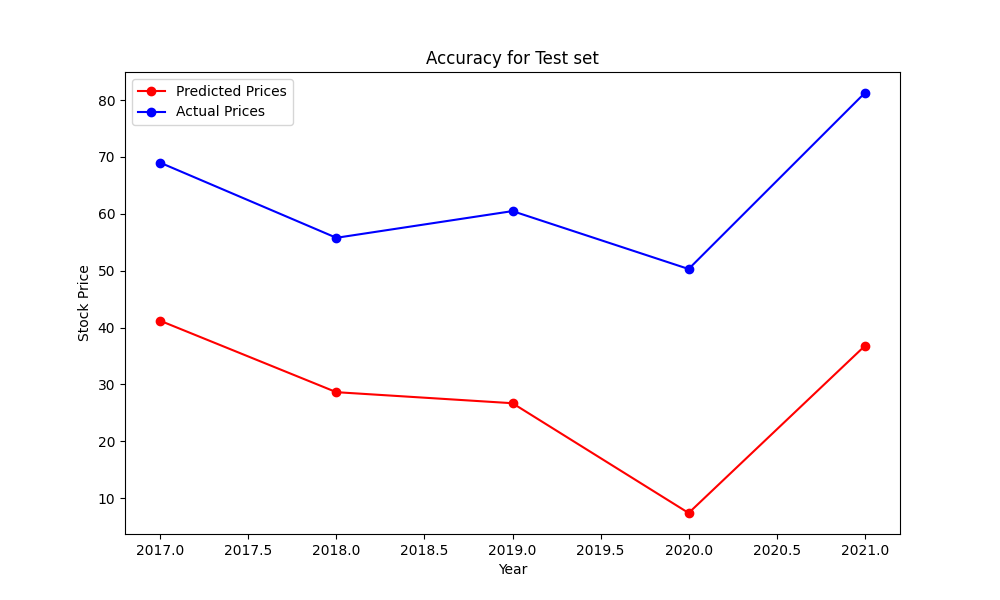 Accuracy for Test set
Predicted Prices
Actual Prices
80
70
60
50
40
30
20
10
Stock Price
2017.0 2017.5 2018.0 2018.5 2019.0 2019.5 2020.0 2020.5 2021.0
Year